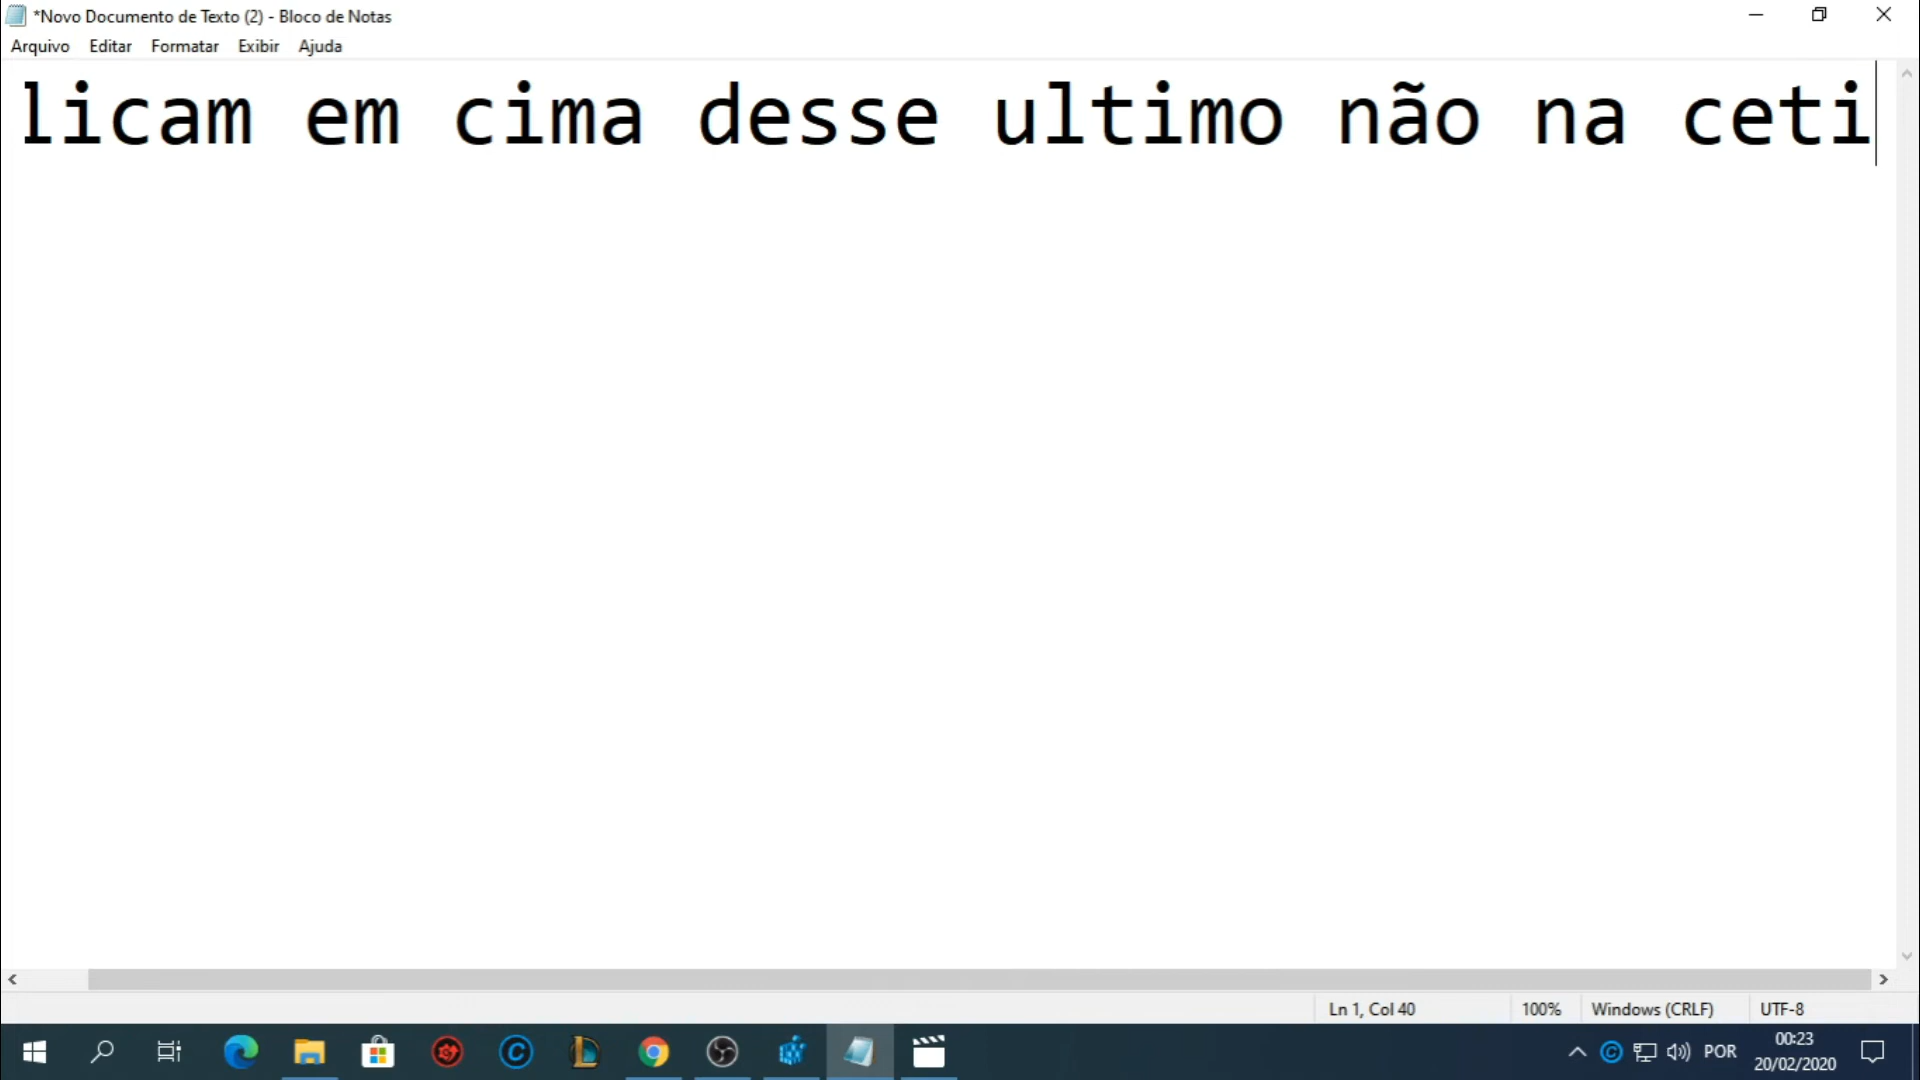 *Novo Documento de Texto (2) - Bloco de Notas
Arquivo Editar Formatar Exibir Ajuda
licam em cima desse ultimo não na ceti
Ln 1, Col 40 100% Windows (CRLF) UTF-8
POR 00:23
20/02/2020